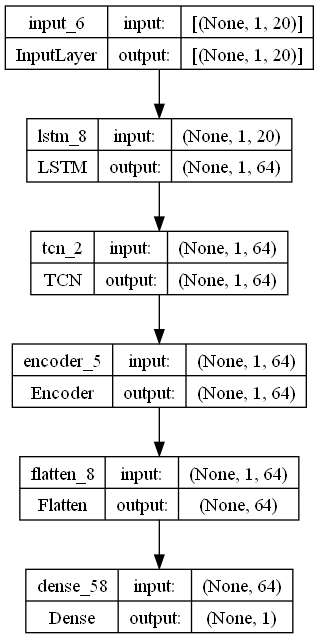 input_6 input: [(None, 1, 20)]
InputLayer output: [(None, 1, 20)]
lstm_8 input: (None, 1, 20)
LSTM output: (None, 1, 64)
tcn_2 input: (None, 1, 64)
TCN output: (None, 1, 64)
encoder_5 input: (None, 1, 64)
Encoder output: (None, 1, 64)
flatten_8 input: (None, 1, 64)
Flatten output: (None, 64)
dense_58 input: (None, 64)
Dense output: (None, 1)